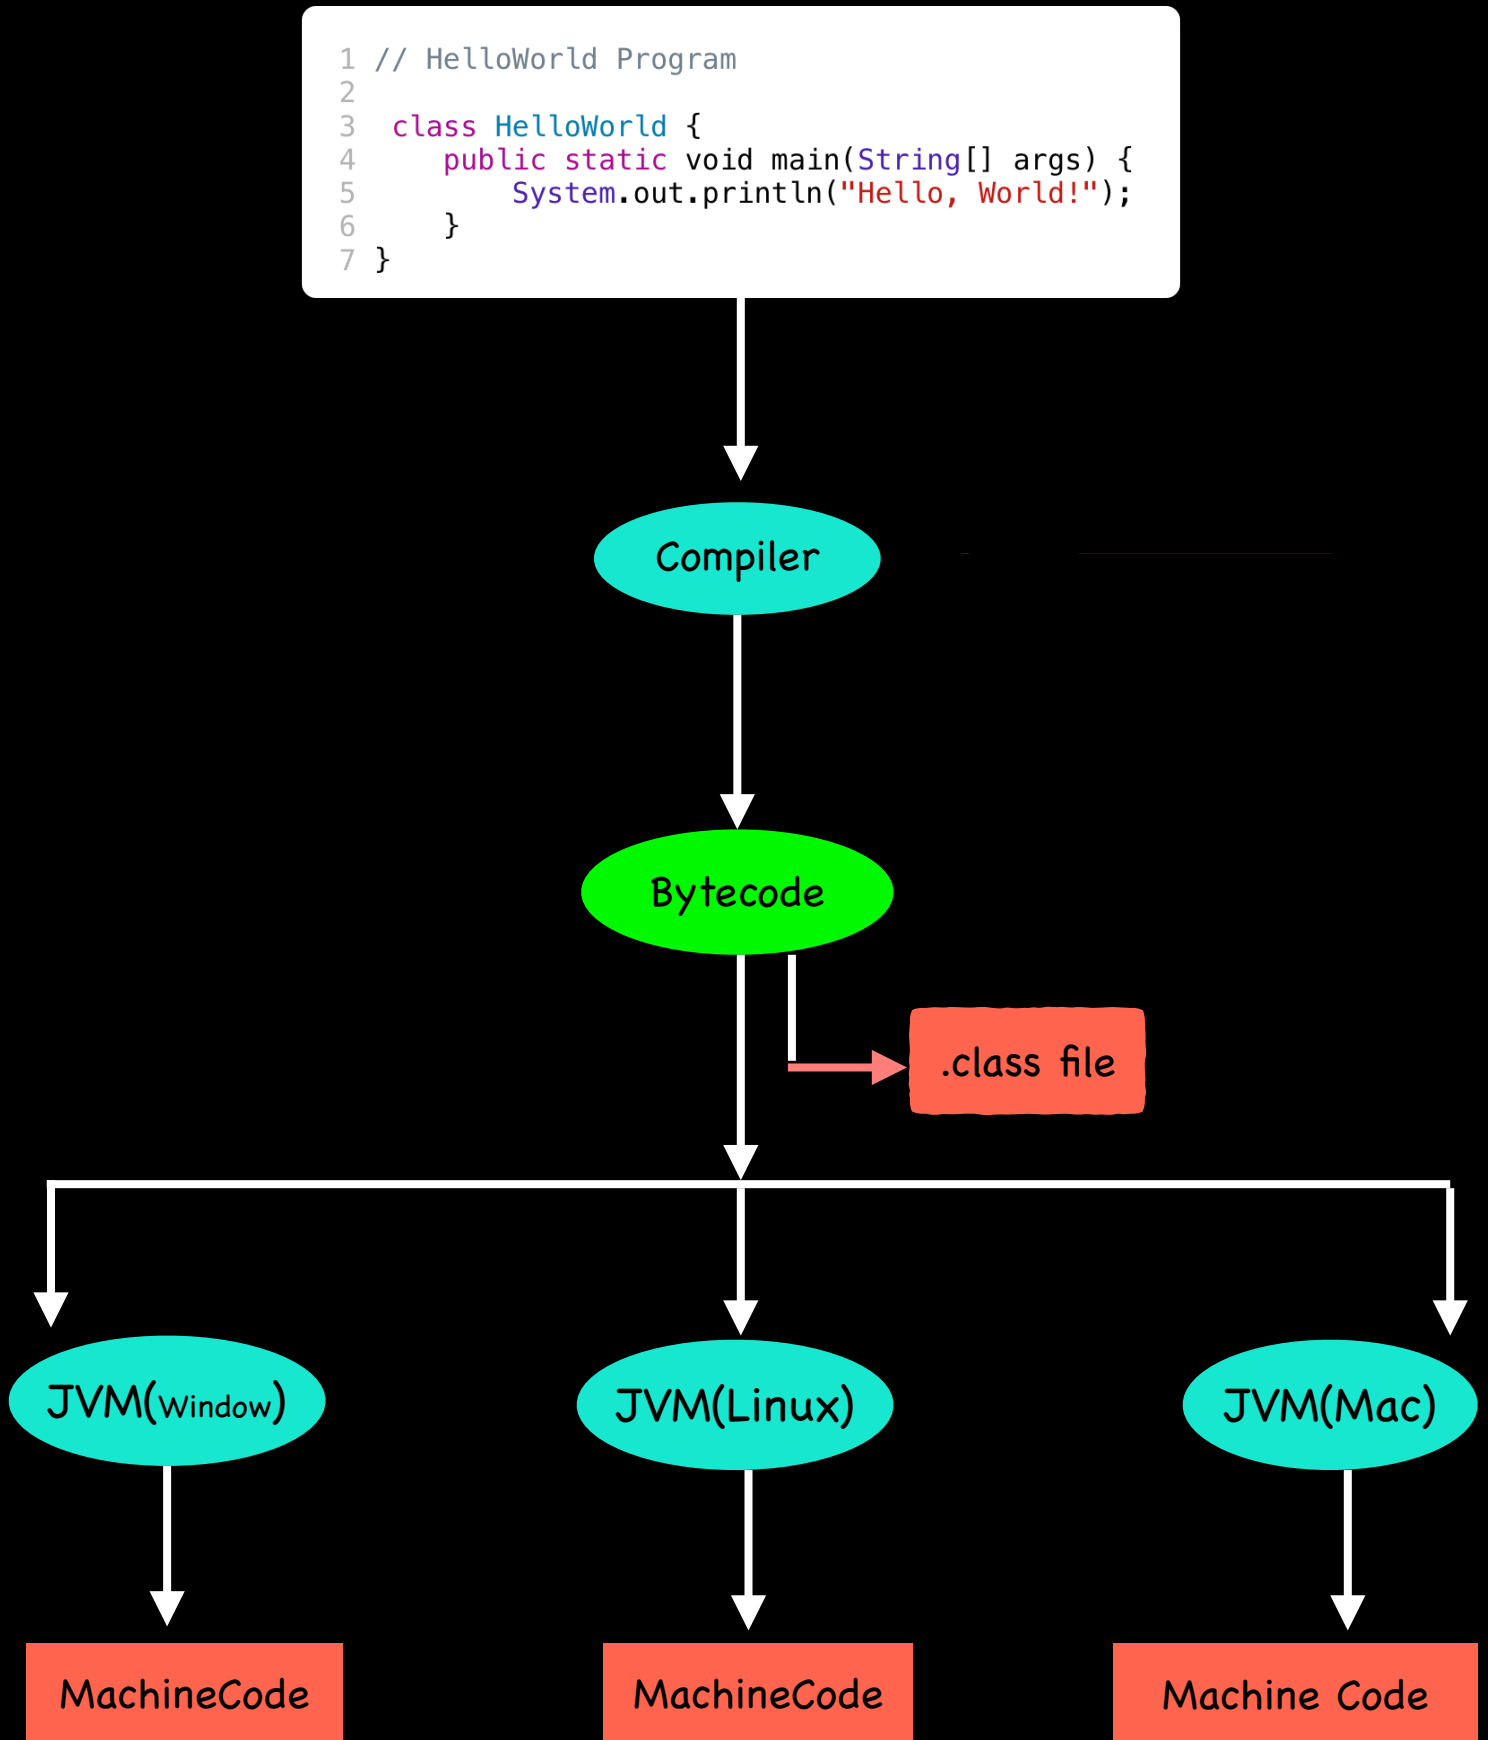 1 // HelloWorld Program
2
3 class HelloWorld {
4 public static void main(String[] args) {
5 System.out.println("Hello, World!");
6 }
7 }
Compiler
Bytecode
.class file
JVM(Window)
JVM(Linux)
JVM(Mac)
MachineCode
MachineCode
Machine Code